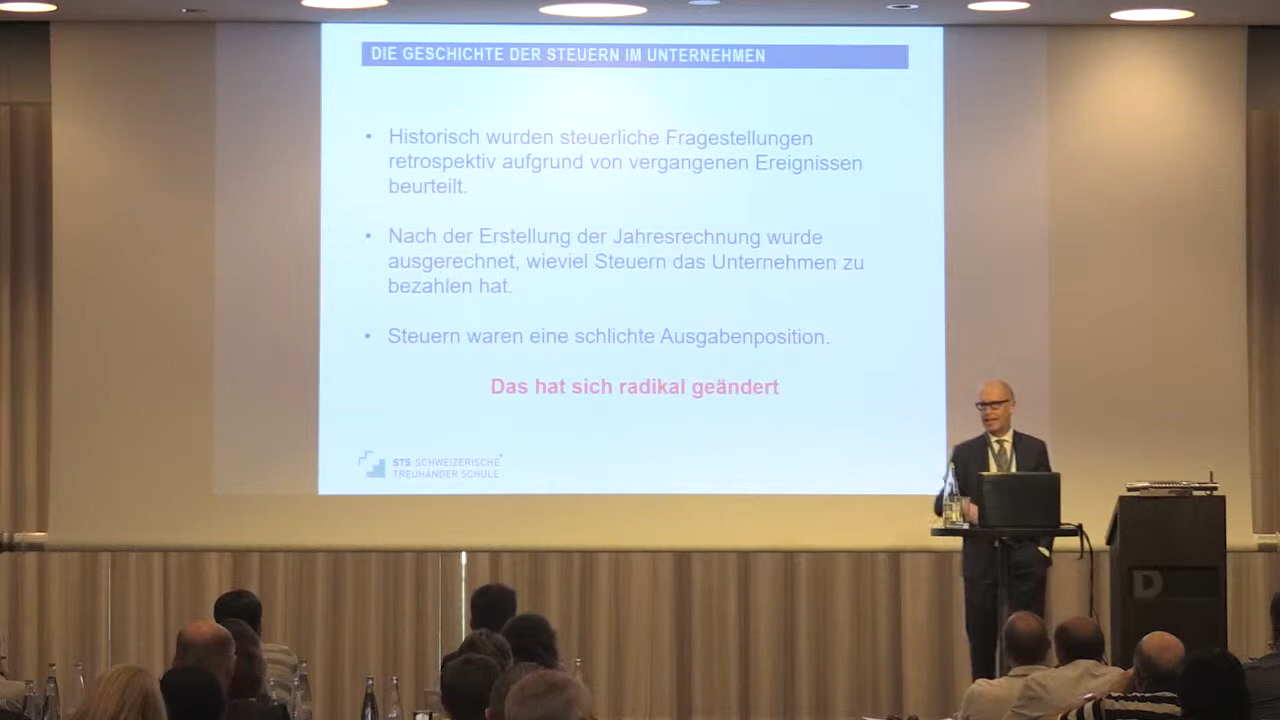 DIE GESCHICHTE DER STEUERN IM UNTERNEHMEN
• Historisch wurden steuerliche Fragestellungen
retrospektiv aufgrund von vergangenen Ereignissen
beurteilt.
• Nach der Erstellung der Jahresrechnung wurde
ausgerechnet, wieviel Steuern das Unternehmen zu
bezahlen hat.
• Steuern waren eine schlichte Ausgabenposition.
Das hat sich radikal geändert
STS SCHWEIZERISCHE
TREUHÄNDER SCHULE
D